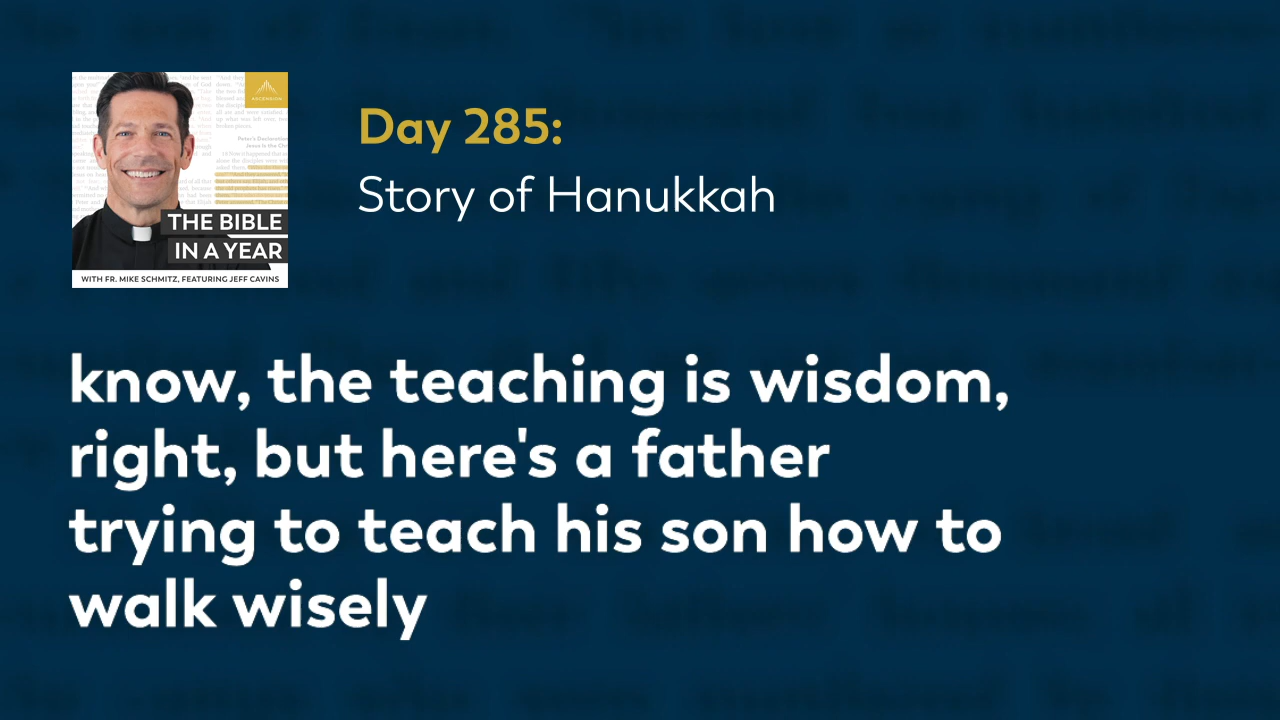 ASCENSION
THE BIBLE
IN A YEAR
WITH FR. MIKE SCHMITZ, FEATURING JEFF CAVINS
Day 285:
Story of Hanukkah
know, the teaching is wisdom,
right, but here's a father
trying to teach his son how to
walk wisely